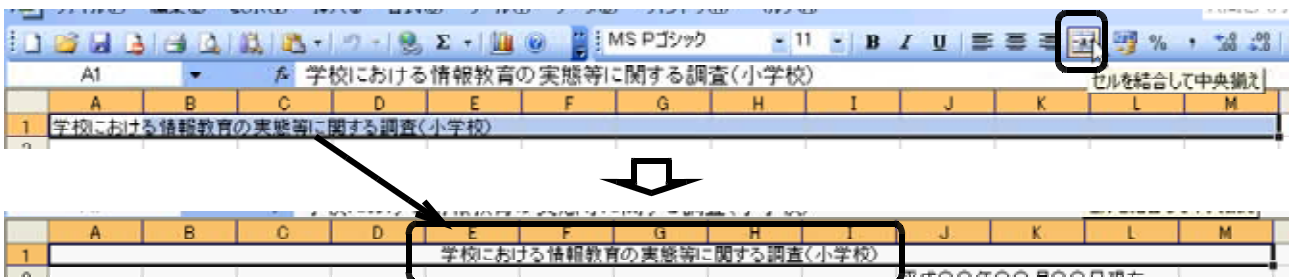 MS Pゴシック 11 B I U
A1 fx 学校における情報教育の実態等に関する調査(小学校)
セルを結合して中央揃え
A B C D E F G H I J K L M
1 学校における情報教育の実態等に関する調査(小学校)
A B C D E F G H I J K L M
1 学校における情報教育の実態等に関する調査(小学校)